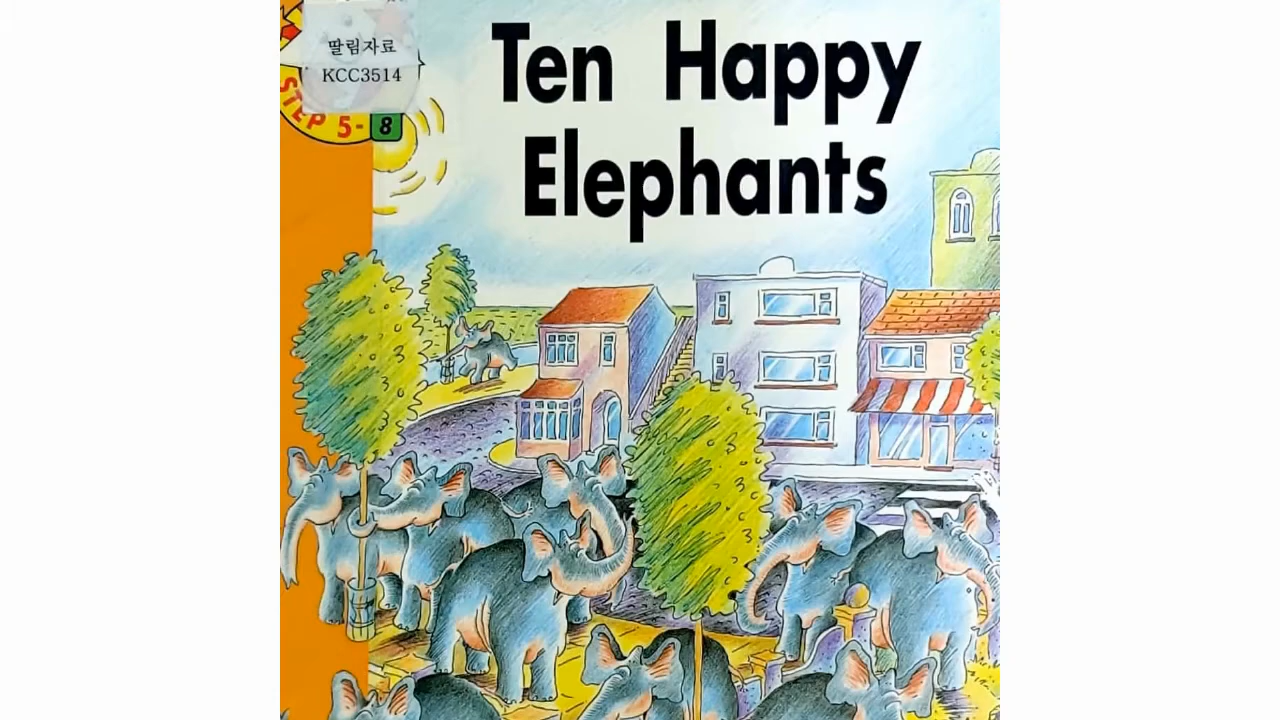 딸림자료
KCC3514
STEP 5-8
Ten Happy
Elephants